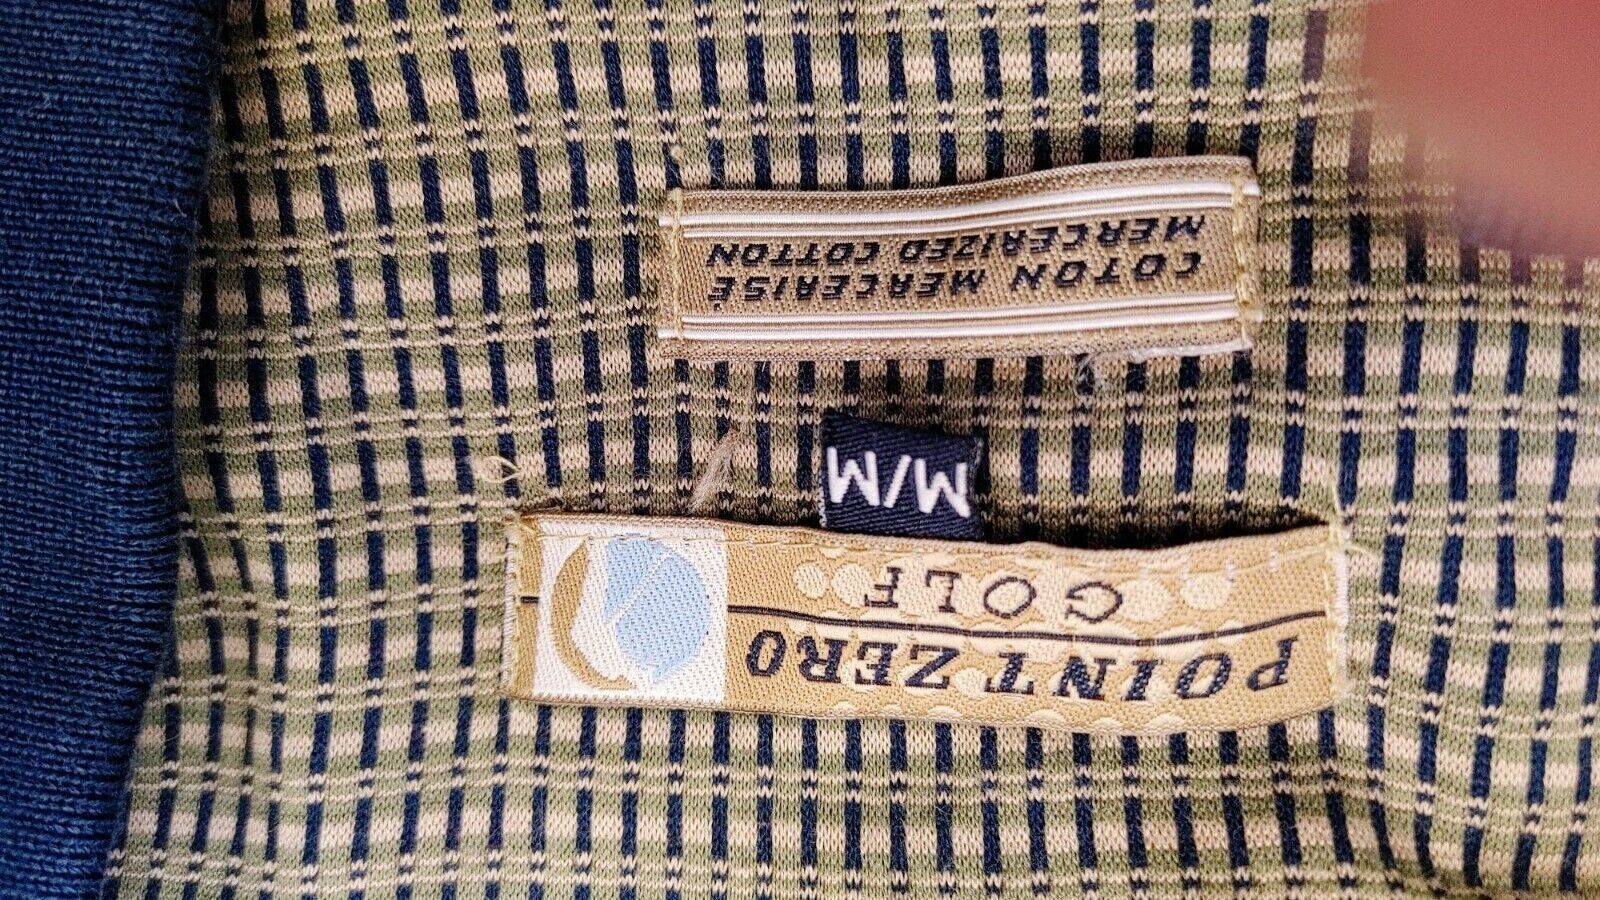 POINT ZERO
GOLF
M/M
COTON MERCERISÉ
MERCERIZED COTTON